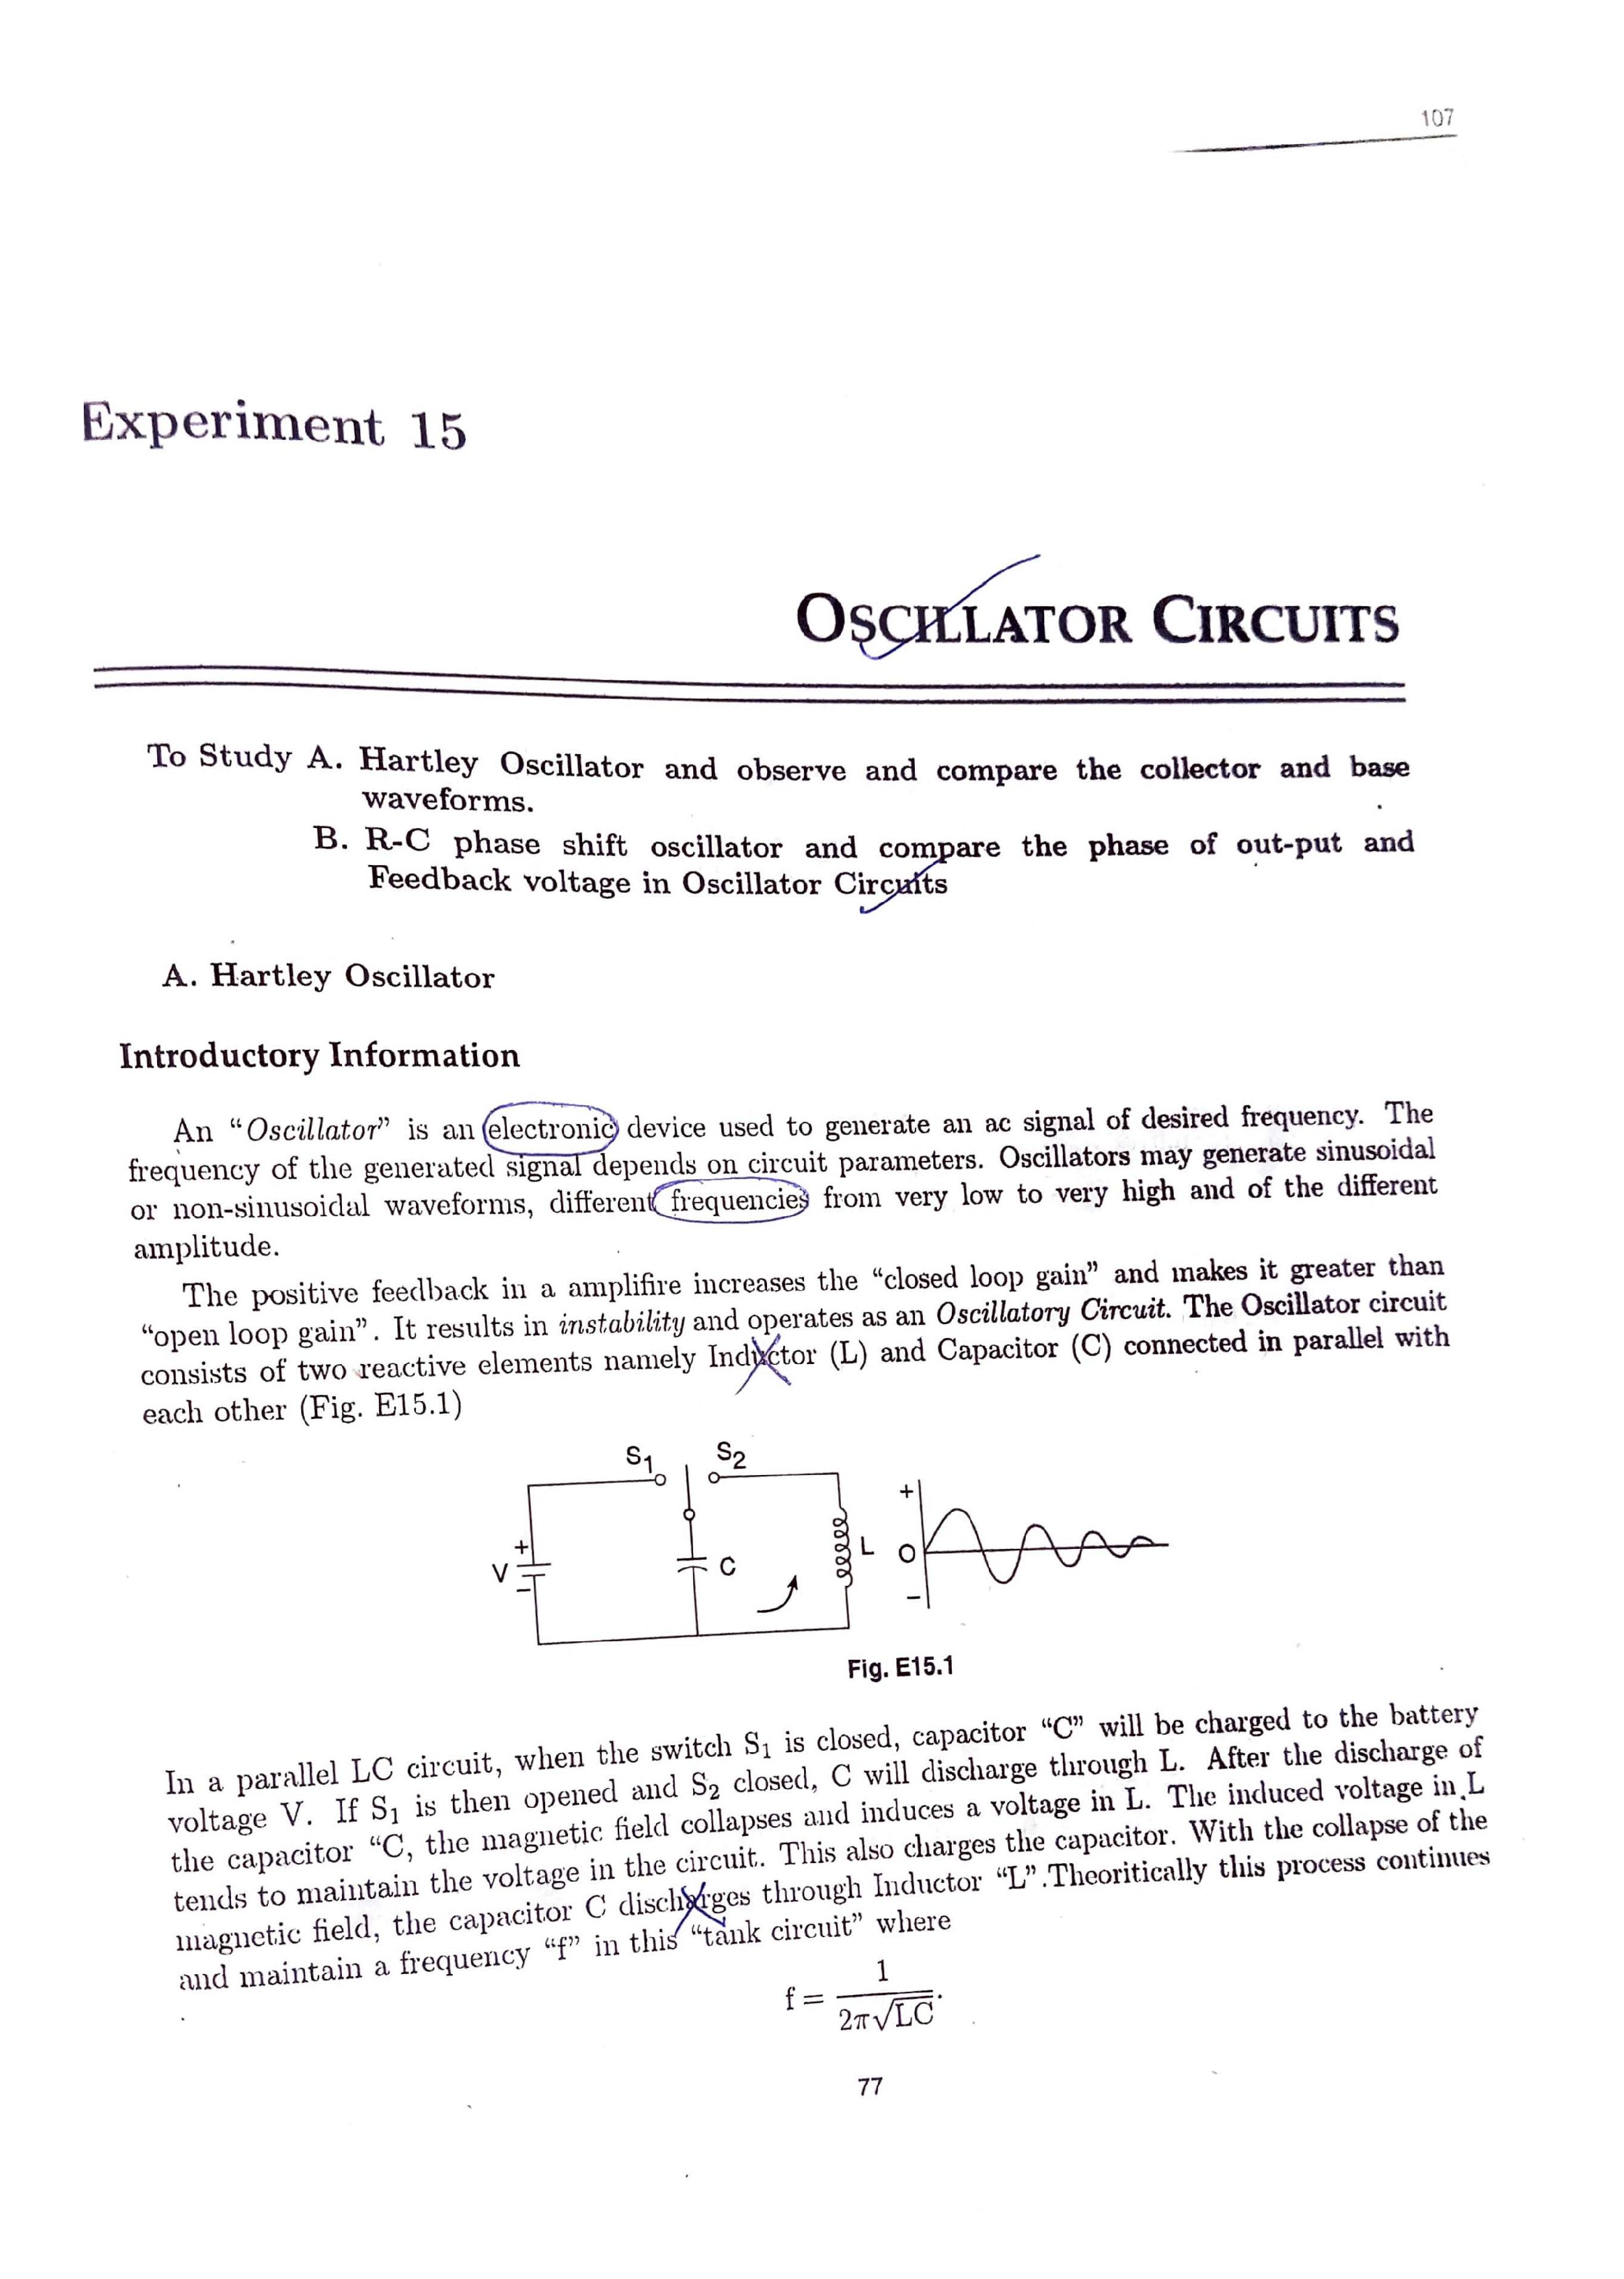 107
Experiment 15
OSCILLATOR CIRCUITS
To Study A. Hartley Oscillator and observe and compare the collector and base
waveforms.
B. R-C phase shift oscillator and compare the phase of out-put and
Feedback voltage in Oscillator Circuits
A. Hartley Oscillator
Introductory Information
An “Oscillator” is an electronic device used to generate an ac signal of desired frequency. The
frequency of the generated signal depends on circuit parameters. Oscillators may generate sinusoidal
or non-sinusoidal waveforms, different frequencies from very low to very high and of the different
amplitude.
The positive feedback in a amplifire increases the “closed loop gain” and makes it greater than
“open loop gain”. It results in instability and operates as an Oscillatory Circuit. The Oscillator circuit
consists of two reactive elements namely Inductor (L) and Capacitor (C) connected in parallel with
each other (Fig. E15.1)
S1 S2
+
+
V C L O
−
−
Fig. E15.1
In a parallel LC circuit, when the switch S1 is closed, capacitor “C” will be charged to the battery
voltage V. If S1 is then opened and S2 closed, C will discharge through L. After the discharge of
the capacitor “C, the magnetic field collapses and induces a voltage in L. The induced voltage in L
tends to maintain the voltage in the circuit. This also charges the capacitor. With the collapse of the
magnetic field, the capacitor C discharges through Inductor “L”.Theoritically this process continues
and maintain a frequency “f” in this “tank circuit” where
f = 1 / 2π√LC.
77